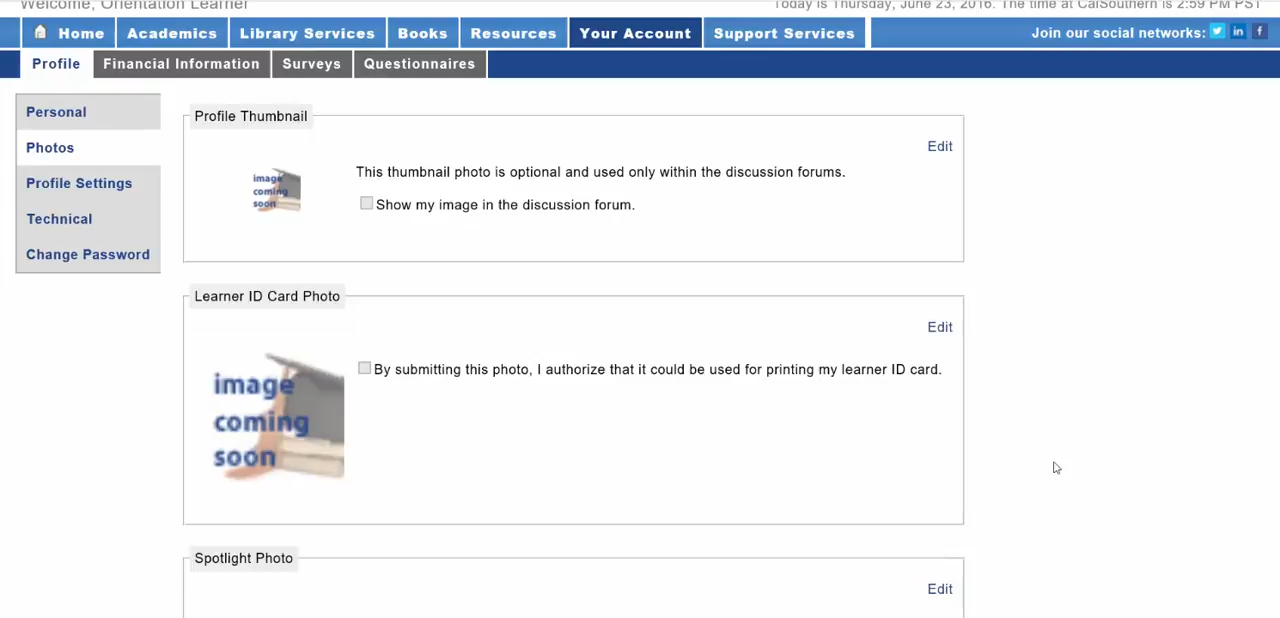 Welcome, Orientation Learner
Today is Thursday, June 23, 2016. The time at CalSouthern is 2:59 PM PST
Home Academics Library Services Books Resources Your Account Support Services Join our social networks:
Profile Financial Information Surveys Questionnaires
Personal
Photos
Profile Settings
Technical
Change Password
Profile Thumbnail
Edit
image
coming
soon
This thumbnail photo is optional and used only within the discussion forums.
Show my image in the discussion forum.
Learner ID Card Photo
Edit
image
coming
soon
By submitting this photo, I authorize that it could be used for printing my learner ID card.
Spotlight Photo
Edit